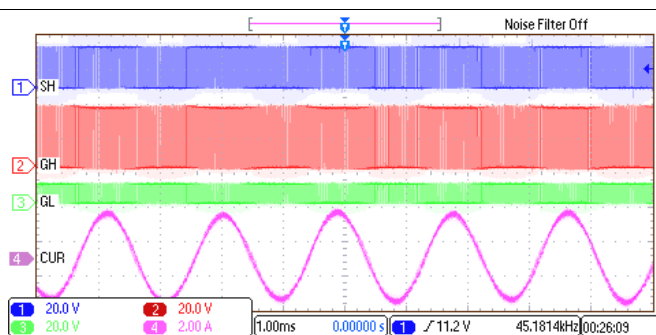 Noise Filter Off
T
T
1 SH
2 GH
3 GL
4 CUR
1 20.0 V 2 20.0 V
3 20.0 V 4 2.00 A
1.00ms 0.00000 s 1 11.2 V 45.1814kHz 00:26:09